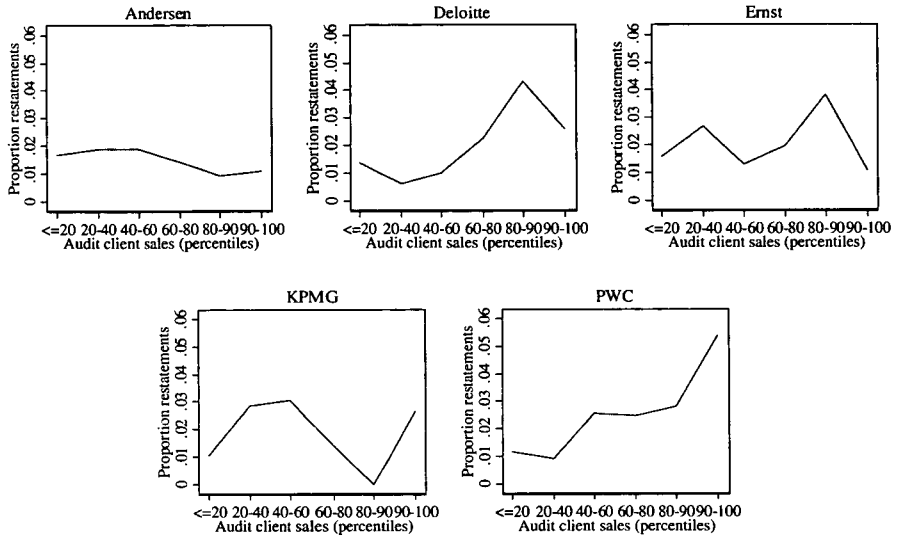 Andersen
Deloitte
Ernst
Proportion restatements
0 .01 .02 .03 .04 .05 .06
<=20 20-40 40-60 60-80 80-90 90-100
Audit client sales (percentiles)
Proportion restatements
0 .01 .02 .03 .04 .05 .06
<=20 20-40 40-60 60-80 80-90 90-100
Audit client sales (percentiles)
Proportion restatements
0 .01 .02 .03 .04 .05 .06
<=20 20-40 40-60 60-80 80-90 90-100
Audit client sales (percentiles)
KPMG
PWC
Proportion restatements
0 .01 .02 .03 .04 .05 .06
<=20 20-40 40-60 60-80 80-90 90-100
Audit client sales (percentiles)
Proportion restatements
0 .01 .02 .03 .04 .05 .06
<=20 20-40 40-60 60-80 80-90 90-100
Audit client sales (percentiles)